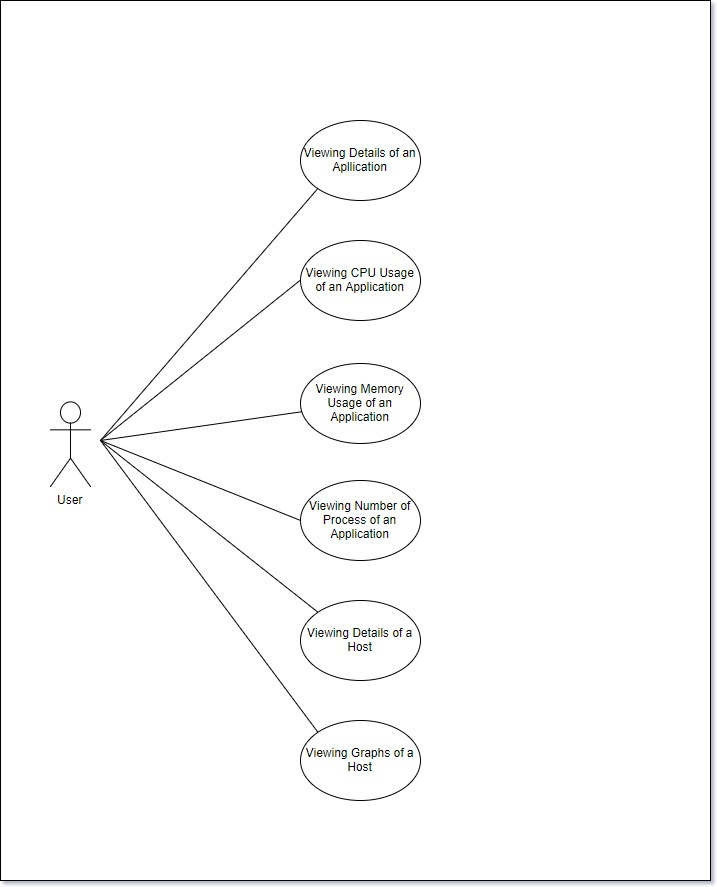 Viewing Details of an
Apllication
Viewing CPU Usage
of an Application
Viewing Memory
Usage of an
Application
Viewing Number of
Process of an
Application
User
Viewing Details of a
Host
Viewing Graphs of a
Host